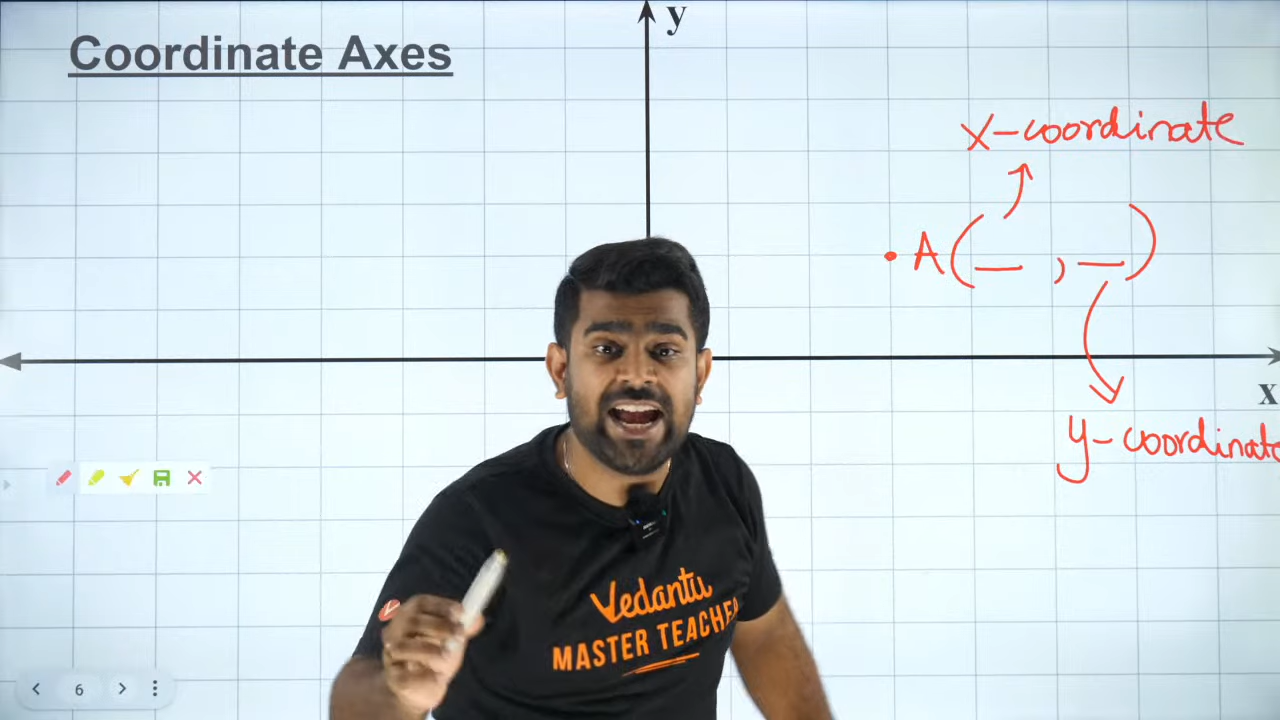 Coordinate Axes
y
x-coordinate
A(_ , _)
x
y-coordinate
Vedantu
MASTER TEACHER
6